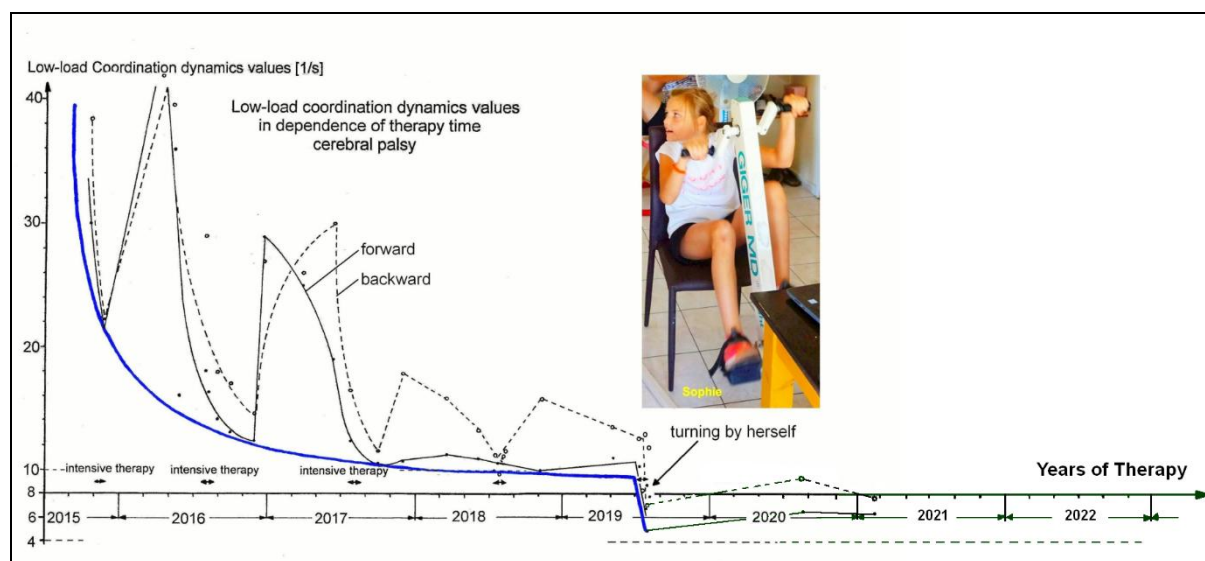 Low-load Coordination dynamics values [1/s]
Low-load coordination dynamics values
in dependence of therapy time
cerebral palsy
40
30
forward
backward
20
GIGER MD
Sophie
turning by herself
10
intensive therapy
intensive therapy
intensive therapy
Years of Therapy
8
6
4
2015
2016
2017
2018
2019
2020
2021
2022